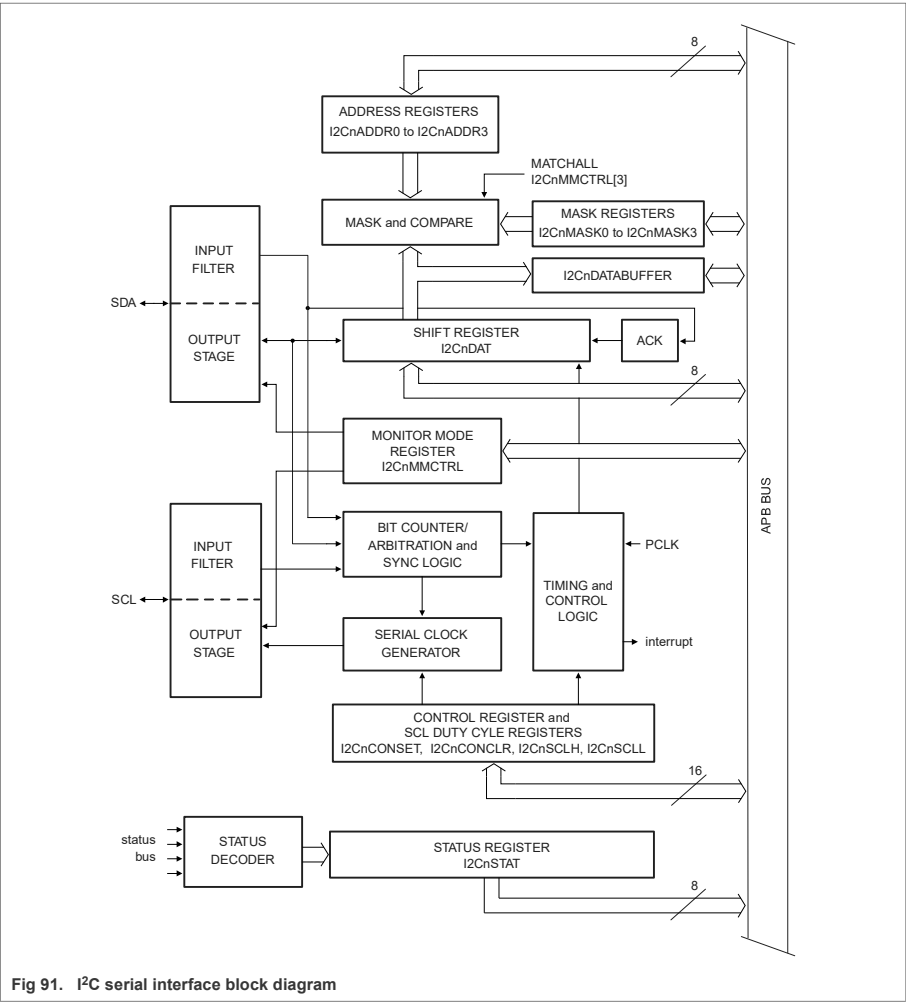 8
ADDRESS REGISTERS
I2CnADDR0 to I2CnADDR3
MATCHALL
I2CnMMCTRL[3]
MASK and COMPARE
MASK REGISTERS
I2CnMASK0 to I2CnMASK3
INPUT
FILTER
I2CnDATABUFFER
SDA
OUTPUT
STAGE
SHIFT REGISTER
I2CnDAT
ACK
8
MONITOR MODE
REGISTER
I2CnMMCTRL
APB BUS
INPUT
FILTER
BIT COUNTER/
ARBITRATION and
SYNC LOGIC
PCLK
TIMING and
CONTROL
LOGIC
SCL
OUTPUT
STAGE
SERIAL CLOCK
GENERATOR
interrupt
CONTROL REGISTER and
SCL DUTY CYLE REGISTERS
I2CnCONSET, I2CnCONCLR, I2CnSCLH, I2CnSCLL
16
status
bus
STATUS
DECODER
STATUS REGISTER
I2CnSTAT
8
Fig 91. I²C serial interface block diagram